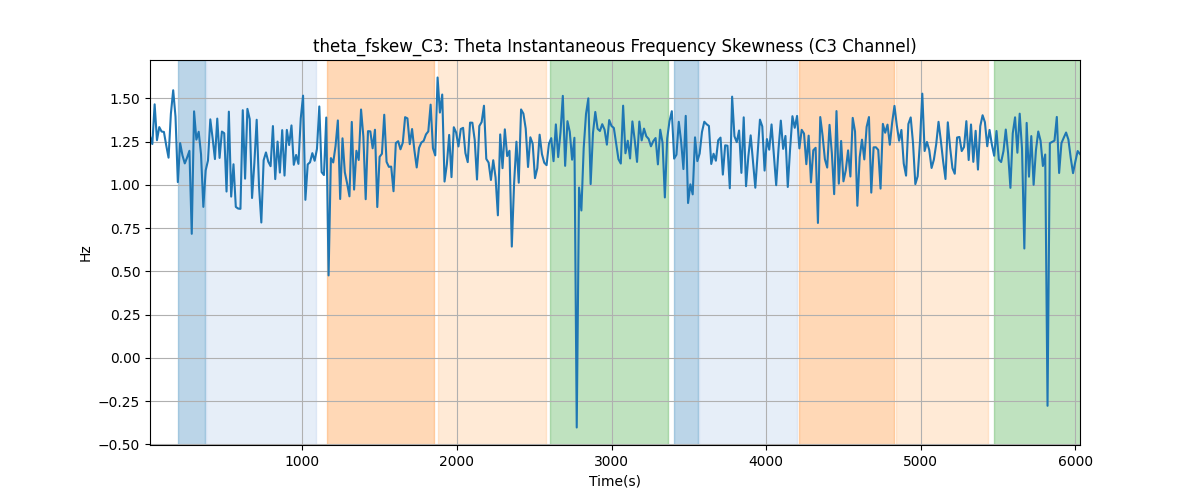 theta_fskew_C3: Theta Instantaneous Frequency Skewness (C3 Channel)
Hz
1.50
1.25
1.00
0.75
0.50
0.25
0.00
−0.25
−0.50
1000 2000 3000 4000 5000 6000
Time(s)